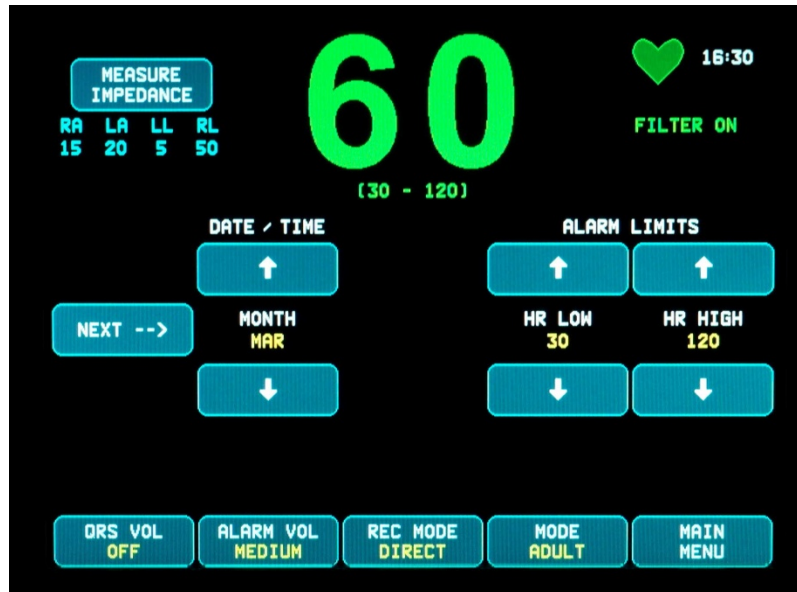 MEASURE
IMPEDANCE
RA LA LL RL
15 20 5 50
60
(30 - 120)
16:30
FILTER ON
DATE / TIME
MONTH
MAR
NEXT -->
ALARM LIMITS
HR LOW
30
HR HIGH
120
QRS VOL
OFF
ALARM VOL
MEDIUM
REC MODE
DIRECT
MODE
ADULT
MAIN
MENU